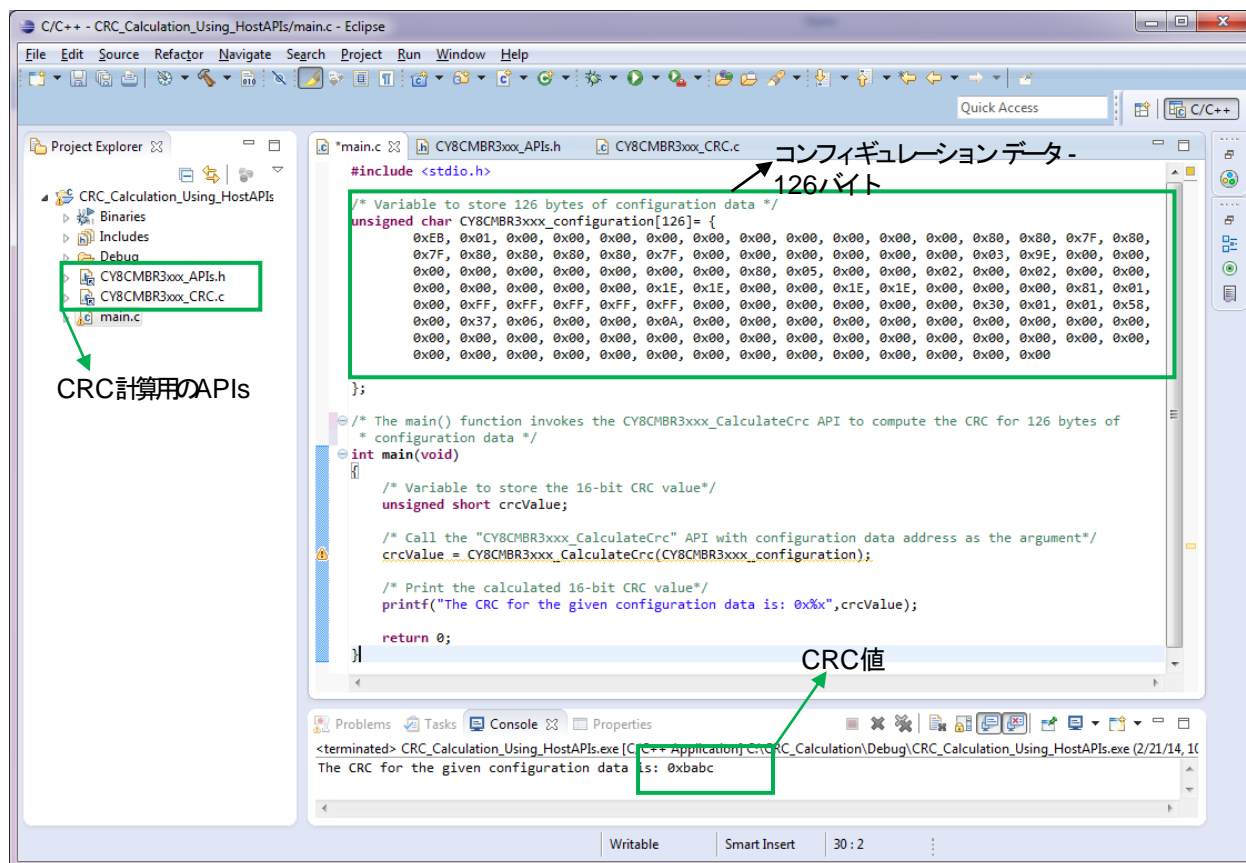 C/C++ - CRC_Calculation_Using_HostAPIs/main.c - Eclipse
File Edit Source Refactor Navigate Search Project Run Window Help
Quick Access
C/C++
Project Explorer
CRC_Calculation_Using_HostAPIs
Binaries
Includes
Debug
CY8CMBR3xxx_APIs.h
CY8CMBR3xxx_CRC.c
main.c
CRC計算用のAPIs
*main.c CY8CMBR3xxx_APIs.h CY8CMBR3xxx_CRC.c
コンフィギュレーション データ -
126バイト
#include <stdio.h>
/* Variable to store 126 bytes of configuration data */
unsigned char CY8CMBR3xxx_configuration[126]= {
0xEB, 0x01, 0x00, 0x00, 0x00, 0x00, 0x00, 0x00, 0x00, 0x00, 0x00, 0x00, 0x80, 0x80, 0x7F, 0x80,
0x7F, 0x80, 0x80, 0x80, 0x80, 0x7F, 0x00, 0x00, 0x00, 0x00, 0x00, 0x00, 0x03, 0x9E, 0x00, 0x00,
0x00, 0x00, 0x00, 0x00, 0x00, 0x00, 0x00, 0x80, 0x05, 0x00, 0x00, 0x02, 0x00, 0x02, 0x00, 0x00,
0x00, 0x00, 0x00, 0x00, 0x00, 0x1E, 0x1E, 0x00, 0x00, 0x1E, 0x1E, 0x00, 0x00, 0x00, 0x81, 0x01,
0x00, 0xFF, 0xFF, 0xFF, 0xFF, 0xFF, 0x00, 0x00, 0x00, 0x00, 0x00, 0x00, 0x30, 0x01, 0x01, 0x58,
0x00, 0x37, 0x06, 0x00, 0x00, 0x0A, 0x00, 0x00, 0x00, 0x00, 0x00, 0x00, 0x00, 0x00, 0x00, 0x00,
0x00, 0x00, 0x00, 0x00, 0x00, 0x00, 0x00, 0x00, 0x00, 0x00, 0x00, 0x00, 0x00, 0x00, 0x00, 0x00,
0x00, 0x00, 0x00, 0x00, 0x00, 0x00, 0x00, 0x00, 0x00, 0x00, 0x00, 0x00, 0x00, 0x00
};
/* The main() function invokes the CY8CMBR3xxx_CalculateCrc API to compute the CRC for 126 bytes of
* configuration data */
int main(void)
{
/* Variable to store the 16-bit CRC value*/
unsigned short crcValue;
/* Call the "CY8CMBR3xxx_CalculateCrc" API with configuration data address as the argument*/
crcValue = CY8CMBR3xxx_CalculateCrc(CY8CMBR3xxx_configuration);
/* Print the calculated 16-bit CRC value*/
printf("The CRC for the given configuration data is: 0x%x",crcValue);
return 0;
}
CRC値
Problems Tasks Console Properties
<terminated> CRC_Calculation_Using_HostAPIs.exe [C/C++ Application] C:\CRC_Calculation\Debug\CRC_Calculation_Using_HostAPIs.exe (2/21/14, 10
The CRC for the given configuration data is: 0xbabc
Writable Smart Insert 30 : 2